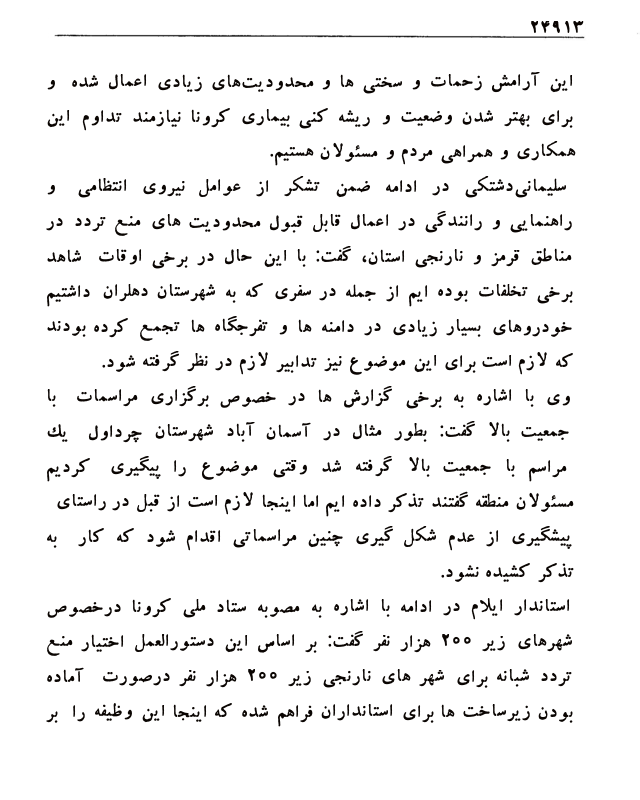 ۲۴۹۱۳
این آرامش زحمات و سختی ها و محدودیت‌های زیادی اعمال شده و
برای بهتر شدن وضعیت و ریشه کنی بیماری کرونا نیازمند تداوم این
همکاری و همراهی مردم و مسئولان هستیم.
سلیمانی‌دشتکی در ادامه ضمن تشکر از عوامل نیروی انتظامی و
راهنمایی و رانندگی در اعمال قابل قبول محدودیت های منع تردد در
مناطق قرمز و نارنجی استان، گفت: با این حال در برخی اوقات شاهد
برخی تخلفات بوده ایم از جمله در سفری که به شهرستان دهلران داشتیم
خودروهای بسیار زیادی در دامنه ها و تفرجگاه ها تجمع کرده بودند
که لازم است برای این موضوع نیز تدابیر لازم در نظر گرفته شود.
وی با اشاره به برخی گزارش ها در خصوص برگزاری مراسمات با
جمعیت بالا گفت: بطور مثال در آسمان آباد شهرستان چرداول یك
مراسم با جمعیت بالا گرفته شد وقتی موضوع را پیگیری کردیم
مسئولان منطقه گفتند تذکر داده ایم اما اینجا لازم است از قبل در راستای
پیشگیری از عدم شکل گیری چنین مراسماتی اقدام شود که کار به
تذکر کشیده نشود.
استاندار ایلام در ادامه با اشاره به مصوبه ستاد ملی کرونا درخصوص
شهرهای زیر ۲۰۰ هزار نفر گفت: بر اساس این دستورالعمل اختیار منع
تردد شبانه برای شهر های نارنجی زیر ۲۰۰ هزار نفر درصورت آماده
بودن زیرساخت ها برای استانداران فراهم شده که اینجا این وظیفه را بر